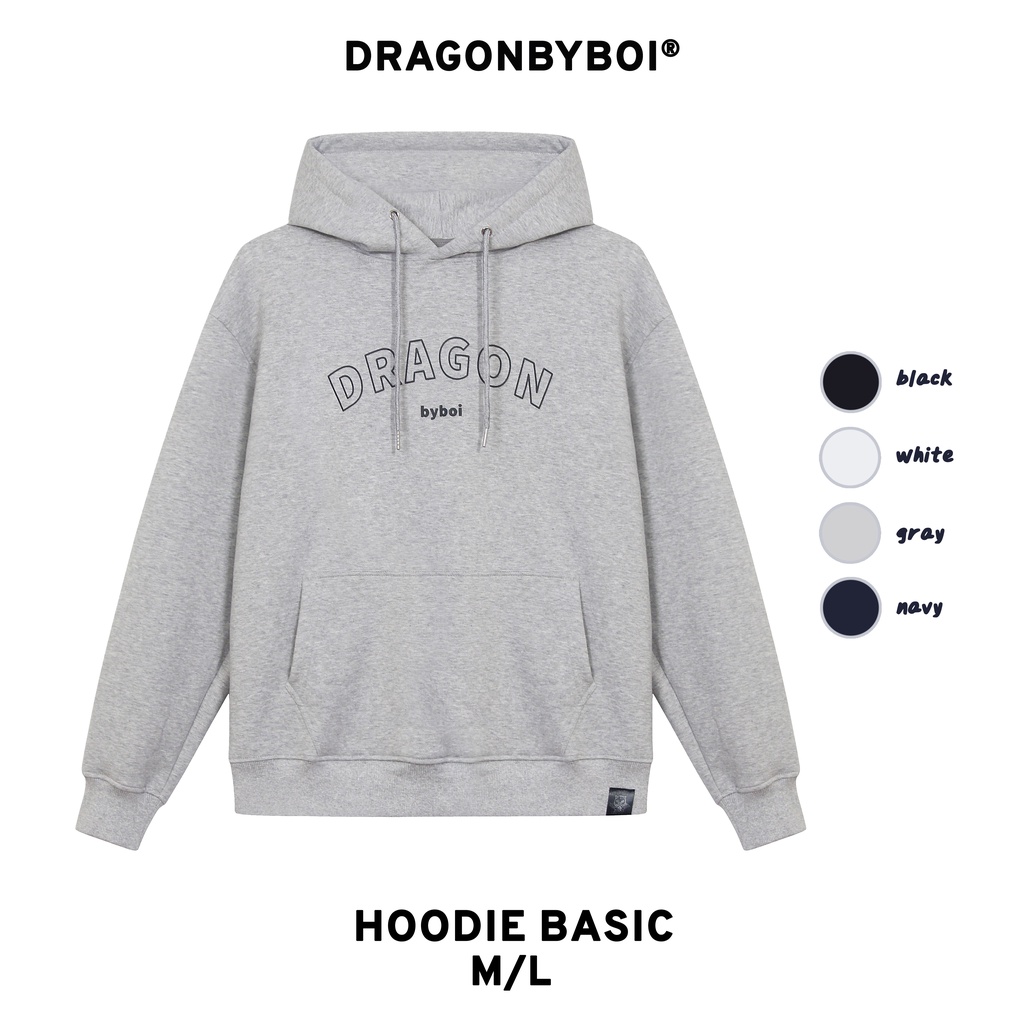 DRAGONBYBOI®
DRAGON
byboi
black
white
gray
navy
HOODIE BASIC
M/L